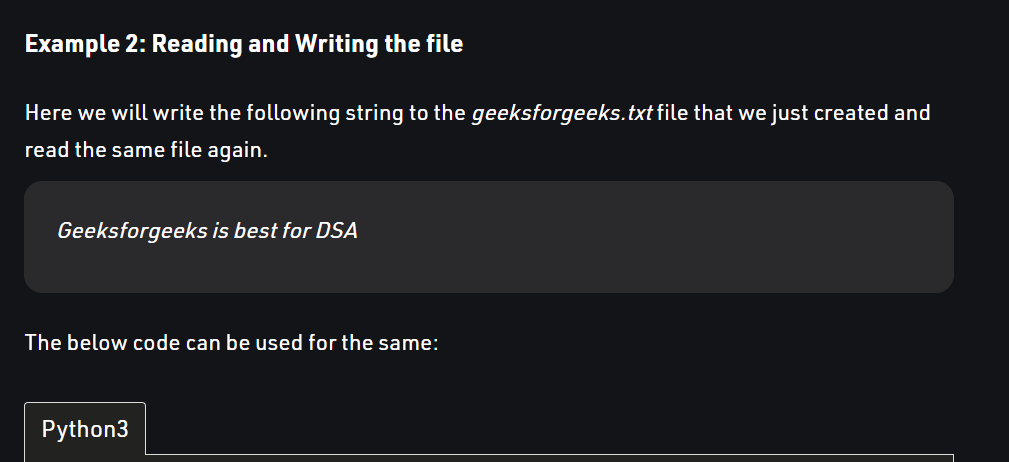 Example 2: Reading and Writing the file
Here we will write the following string to the geeksforgeeks.txt file that we just created and
read the same file again.
Geeksforgeeks is best for DSA
The below code can be used for the same:
Python3